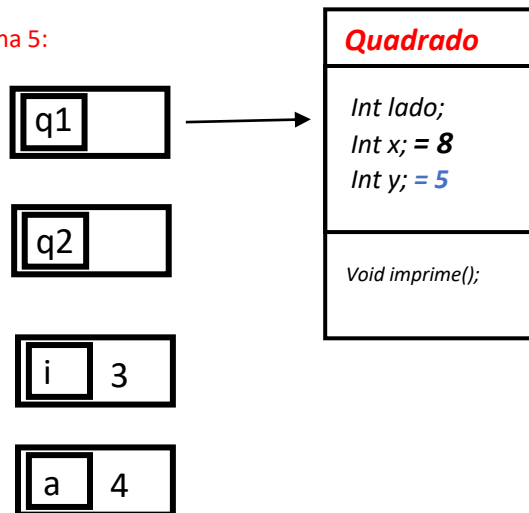 na 5:
Quadrado
q1
Int lado;
Int x; = 8
Int y; = 5
q2
Void imprime();
i 3
a 4